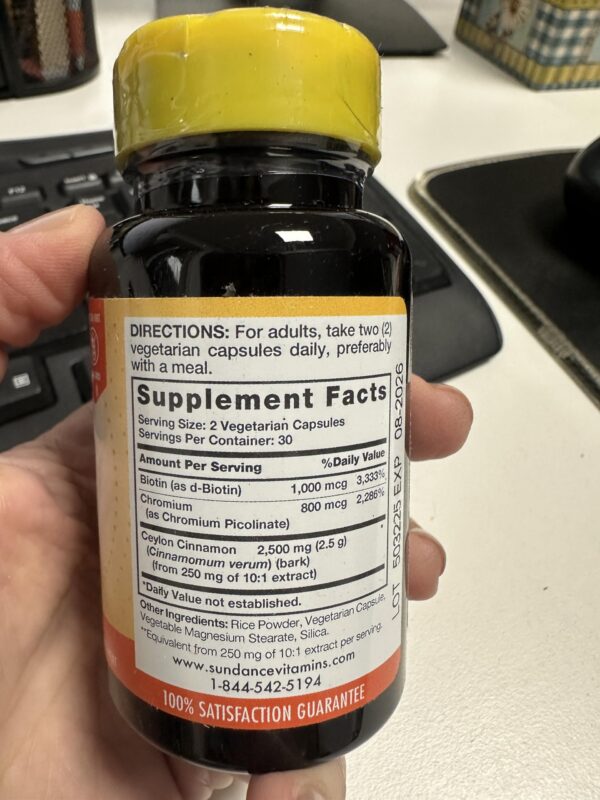 DIRECTIONS: For adults, take two (2)
vegetarian capsules daily, preferably
with a meal.
Supplement Facts
Serving Size: 2 Vegetarian Capsules
Servings Per Container: 30
Amount Per Serving %Daily Value
Biotin (as d-Biotin) 1,000 mcg 3,333%
Chromium 800 mcg 2,286%
(as Chromium Picolinate)
Ceylon Cinnamon 2,500 mg (2.5 g) *
(Cinnamomum verum) (bark)
(from 250 mg of 10:1 extract)
*Daily Value not established.
Other Ingredients: Rice Powder, Vegetarian Capsule,
Vegetable Magnesium Stearate, Silica.
**Equivalent from 250 mg of 10:1 extract per serving.
www.sundancevitamins.com
1-844-542-5194
100% SATISFACTION GUARANTEE
LOT 503225 EXP 08-2026
F12